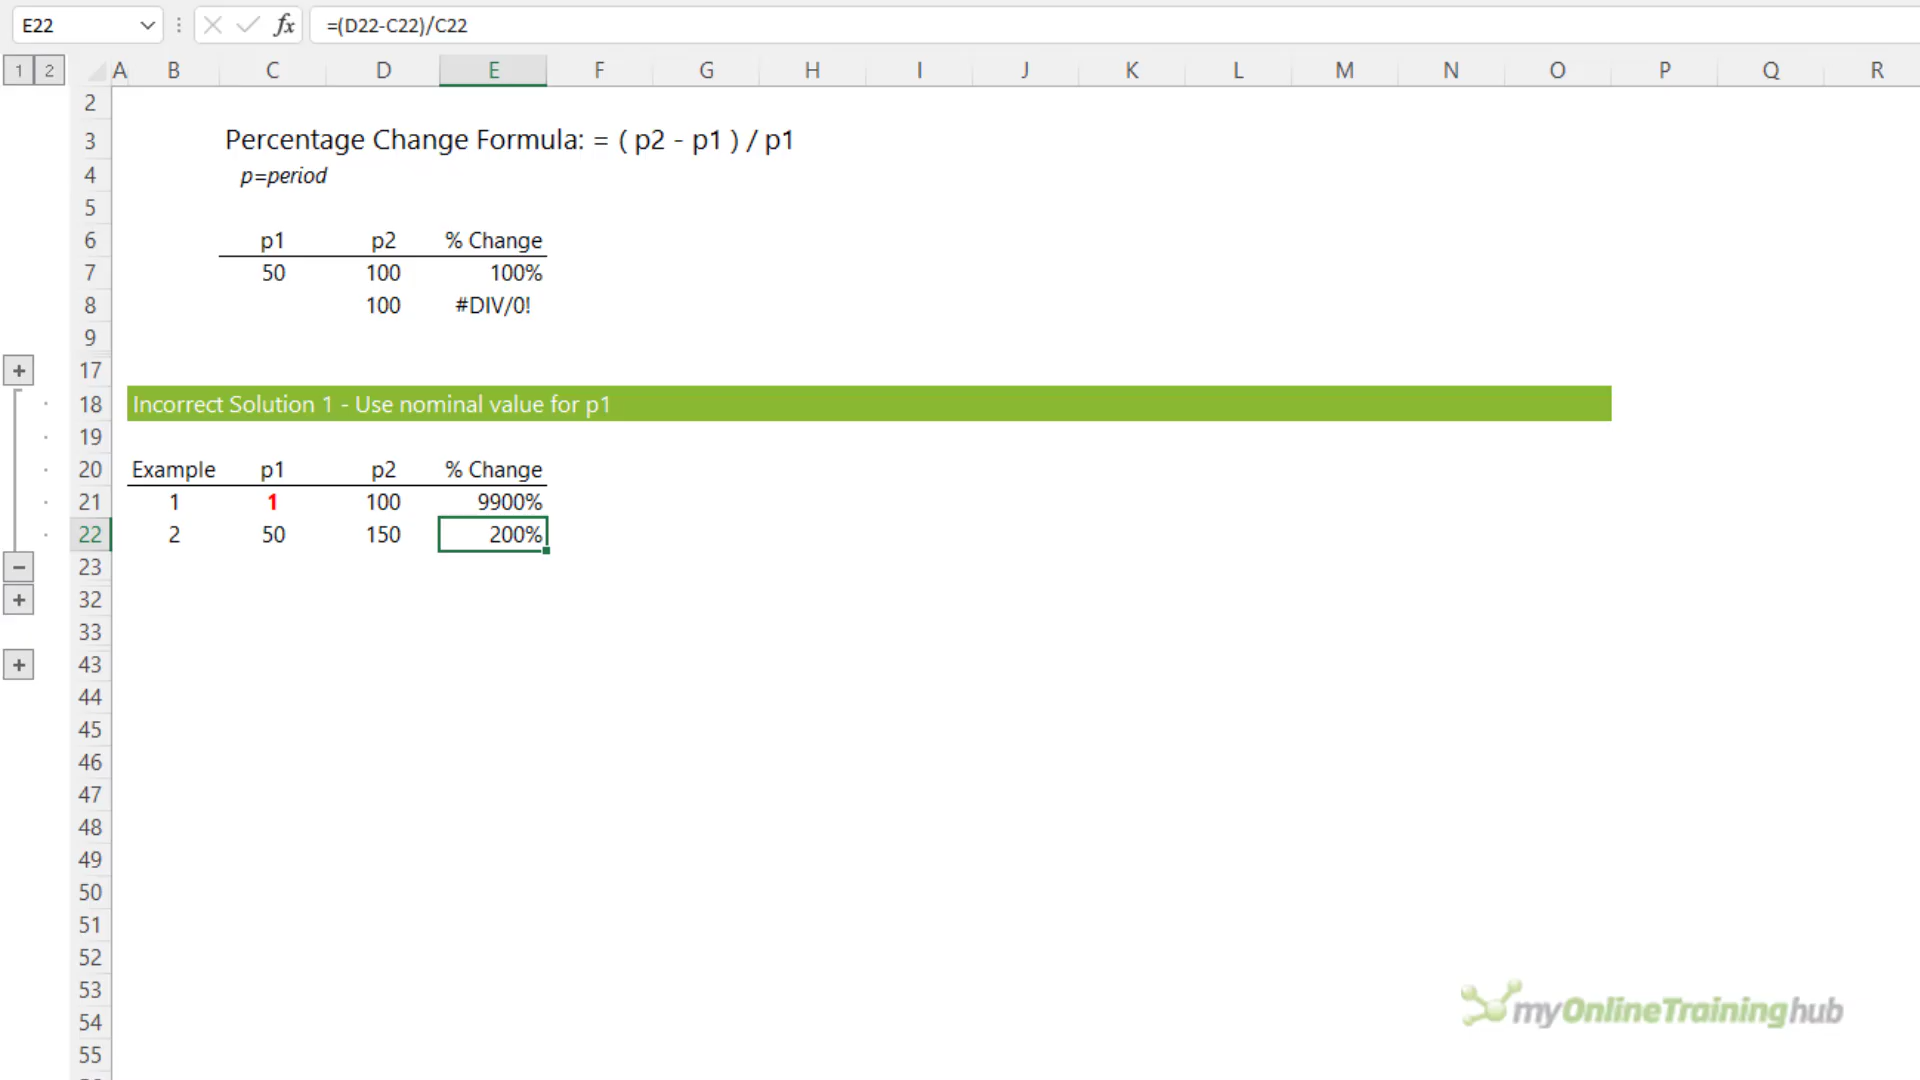 E22 fx =(D22-C22)/C22
1 2 A B C D E F G H I J K L M N O P Q R
2
3 Percentage Change Formula: = ( p2 - p1 ) / p1
4 p=period
5
6 p1 p2 % Change
7 50 100 100%
8 100 #DIV/0!
9
17
18 Incorrect Solution 1 - Use nominal value for p1
19
20 Example p1 p2 % Change
21 1 1 100 9900%
22 2 50 150 200%
23
32
33
43
44
45
46
47
48
49
50
51
52
53
54
55
myOnlineTraininghub